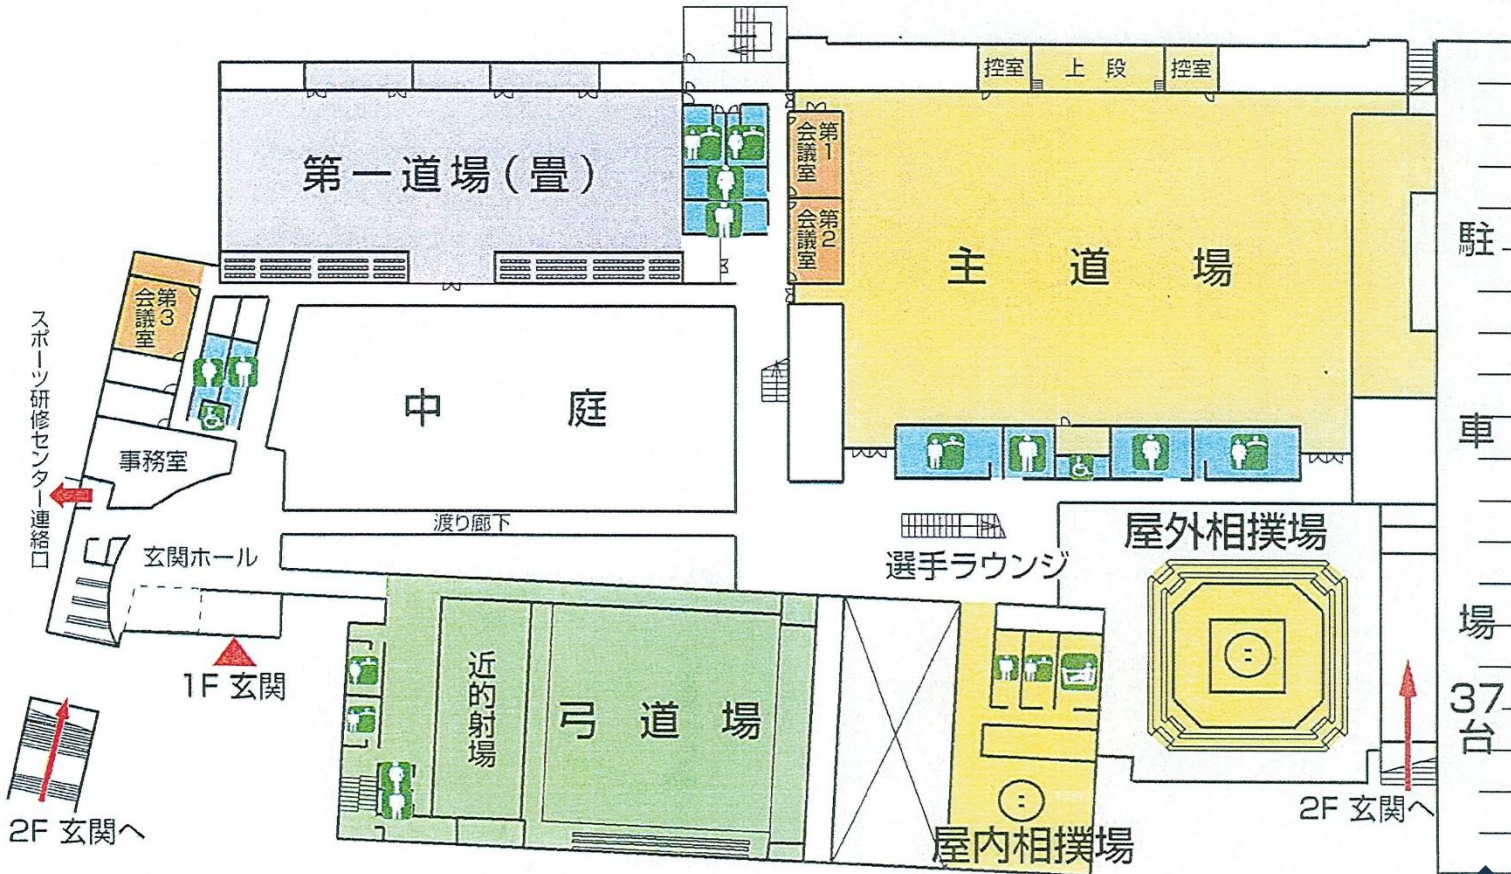 控室
上段
控室
第一道場(畳)
第1
会議室
第2
会議室
主道場
駐車場
37台
第3
会議室
スポーツ研修センター連絡口
中庭
事務室
渡り廊下
玄関ホール
選手ラウンジ
屋外相撲場
1F 玄関
近的射場
弓道場
2F 玄関へ
2F 玄関へ
屋内相撲場